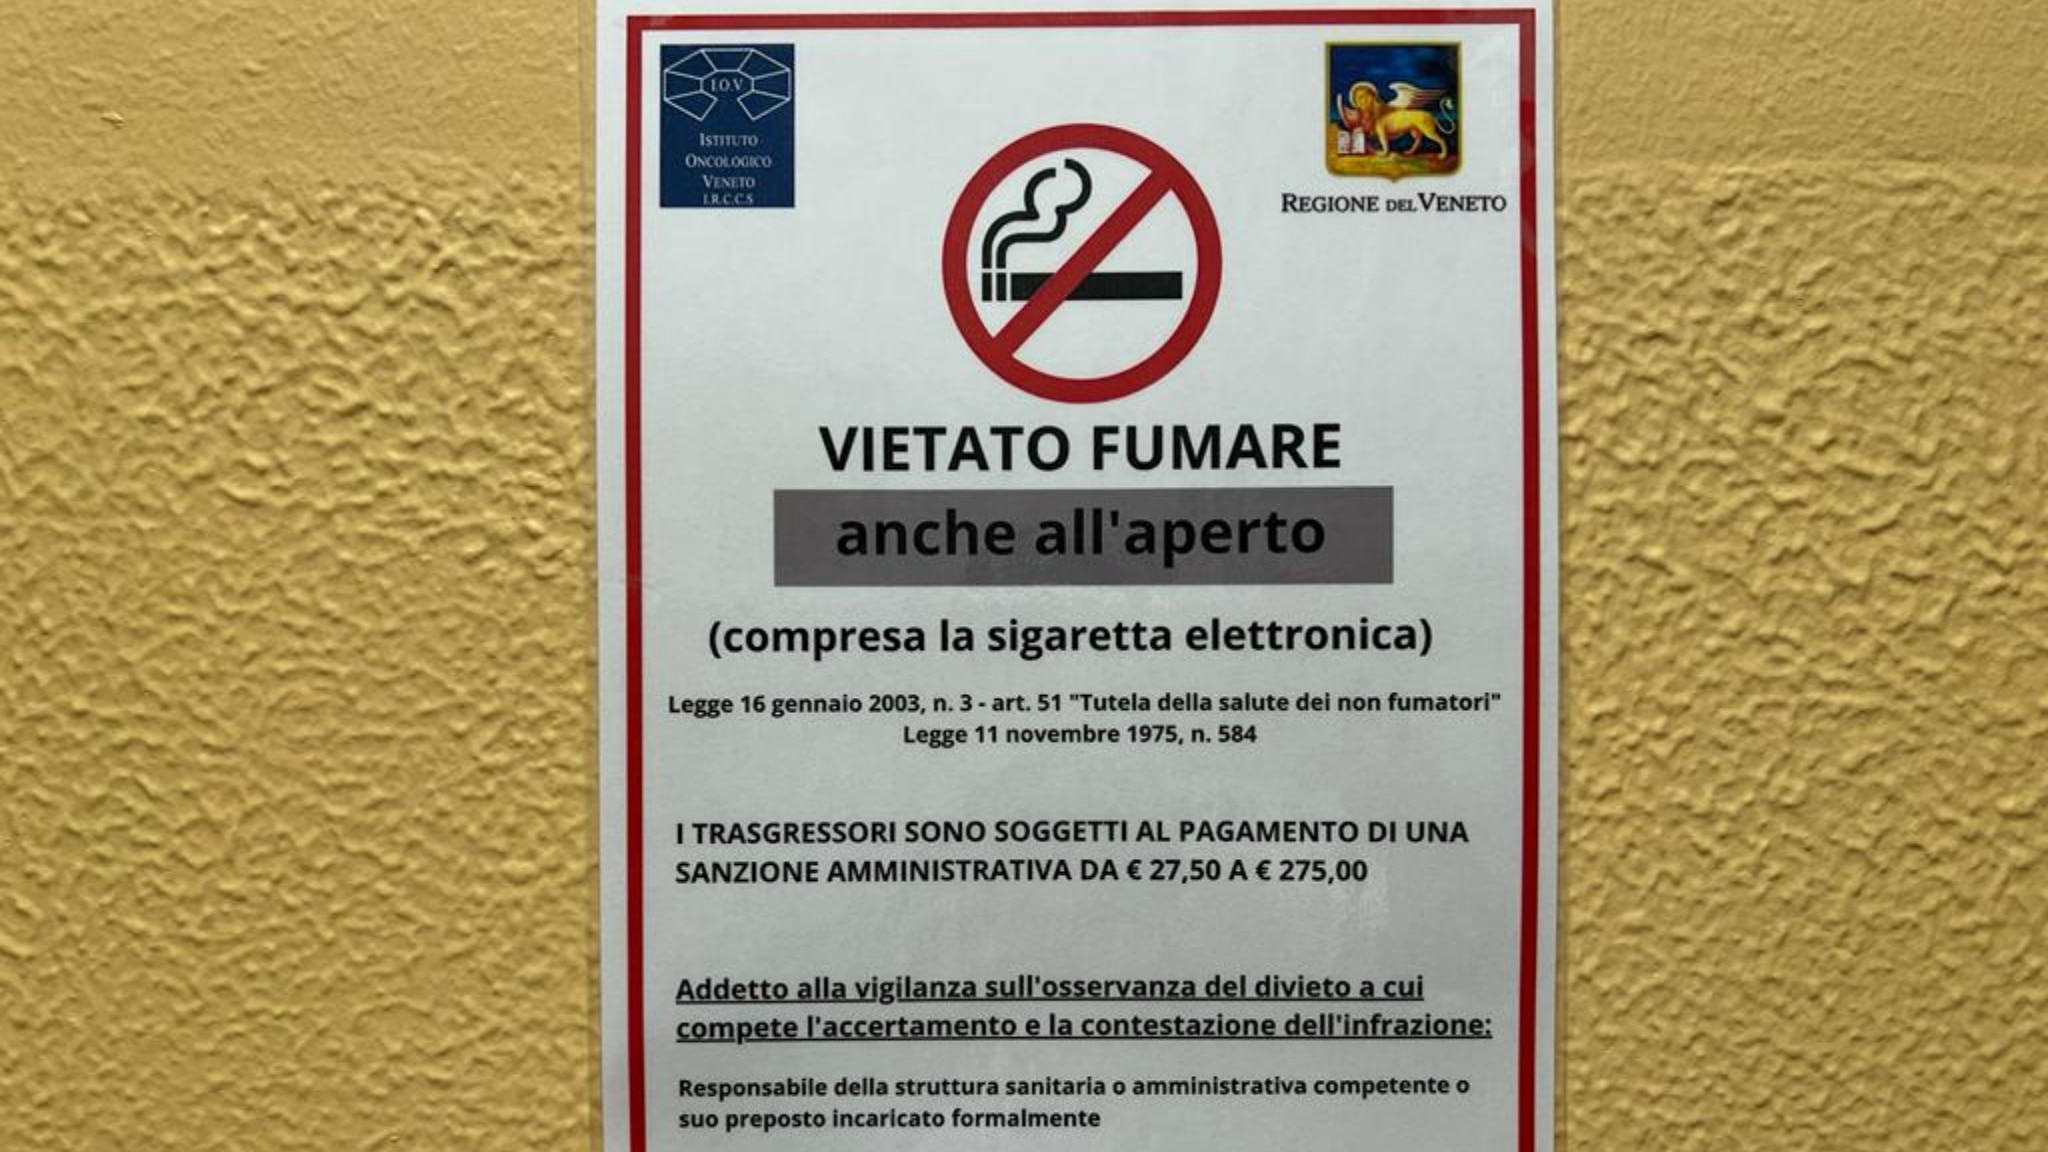 I.O.V
ISTITUTO
ONCOLOGICO
VENETO
I.R.C.C.S
REGIONE DEL VENETO
VIETATO FUMARE
anche all'aperto
(compresa la sigaretta elettronica)
Legge 16 gennaio 2003, n. 3 - art. 51 "Tutela della salute dei non fumatori"
Legge 11 novembre 1975, n. 584
I TRASGRESSORI SONO SOGGETTI AL PAGAMENTO DI UNA
SANZIONE AMMINISTRATIVA DA € 27,50 A € 275,00
Addetto alla vigilanza sull'osservanza del divieto a cui
compete l'accertamento e la contestazione dell'infrazione:
Responsabile della struttura sanitaria o amministrativa competente o
suo preposto incaricato formalmente